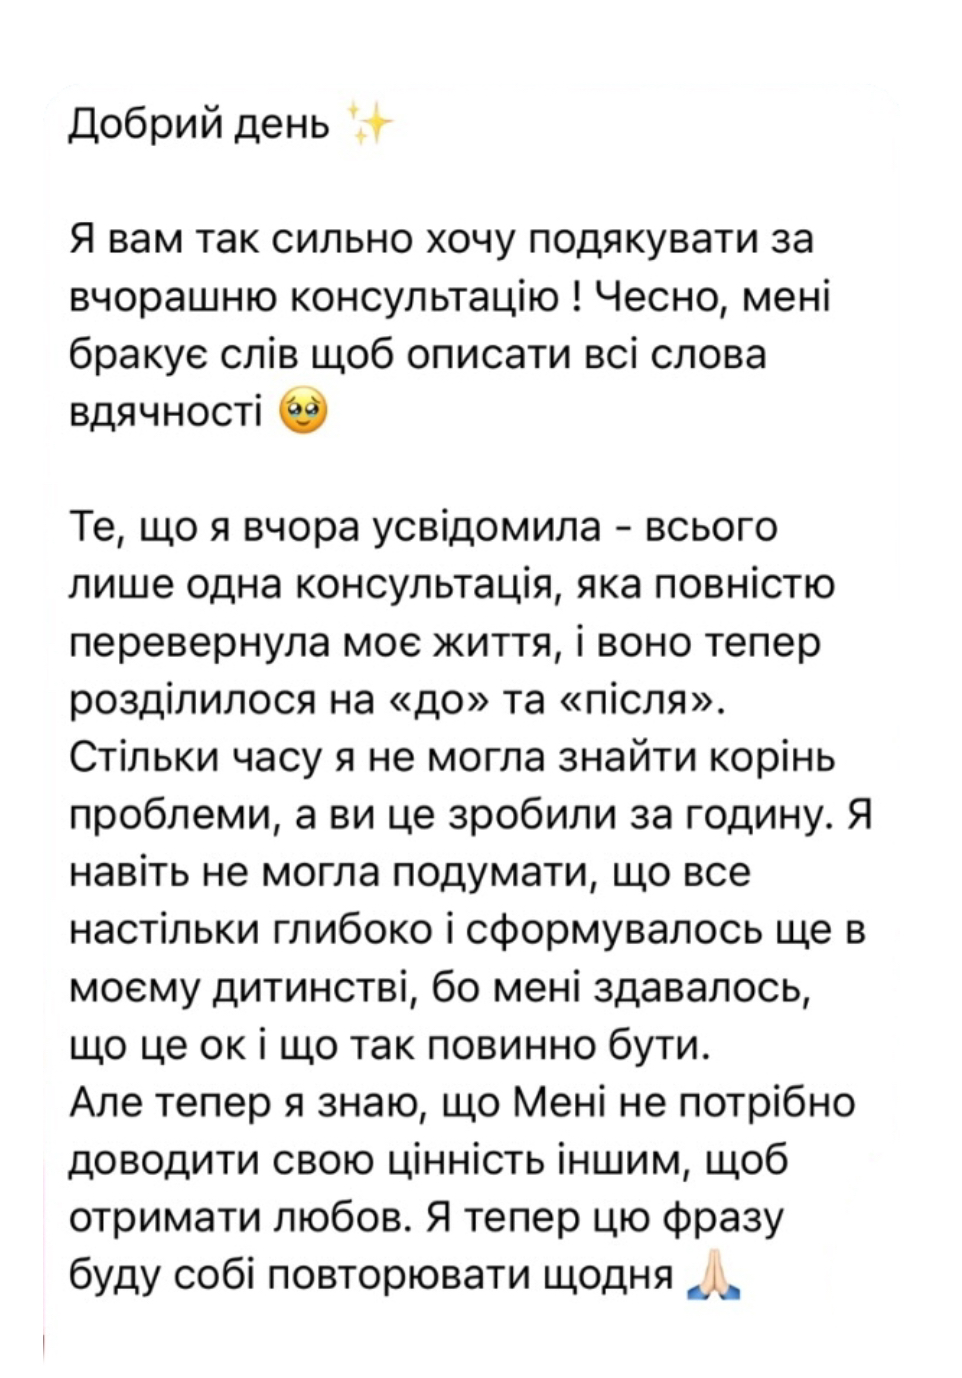 Добрий день ✨
Я вам так сильно хочу подякувати за
вчорашню консультацію ! Чесно, мені
бракує слів щоб описати всі слова
вдячності 🥹
Те, що я вчора усвідомила - всього
лише одна консультація, яка повністю
перевернула моє життя, і воно тепер
розділилося на «до» та «після».
Стільки часу я не могла знайти корінь
проблеми, а ви це зробили за годину. Я
навіть не могла подумати, що все
настільки глибоко і сформувалось ще в
моєму дитинстві, бо мені здавалось,
що це ок і що так повинно бути.
Але тепер я знаю, що Мені не потрібно
доводити свою цінність іншим, щоб
отримати любов. Я тепер цю фразу
буду собі повторювати щодня 🙏🏻